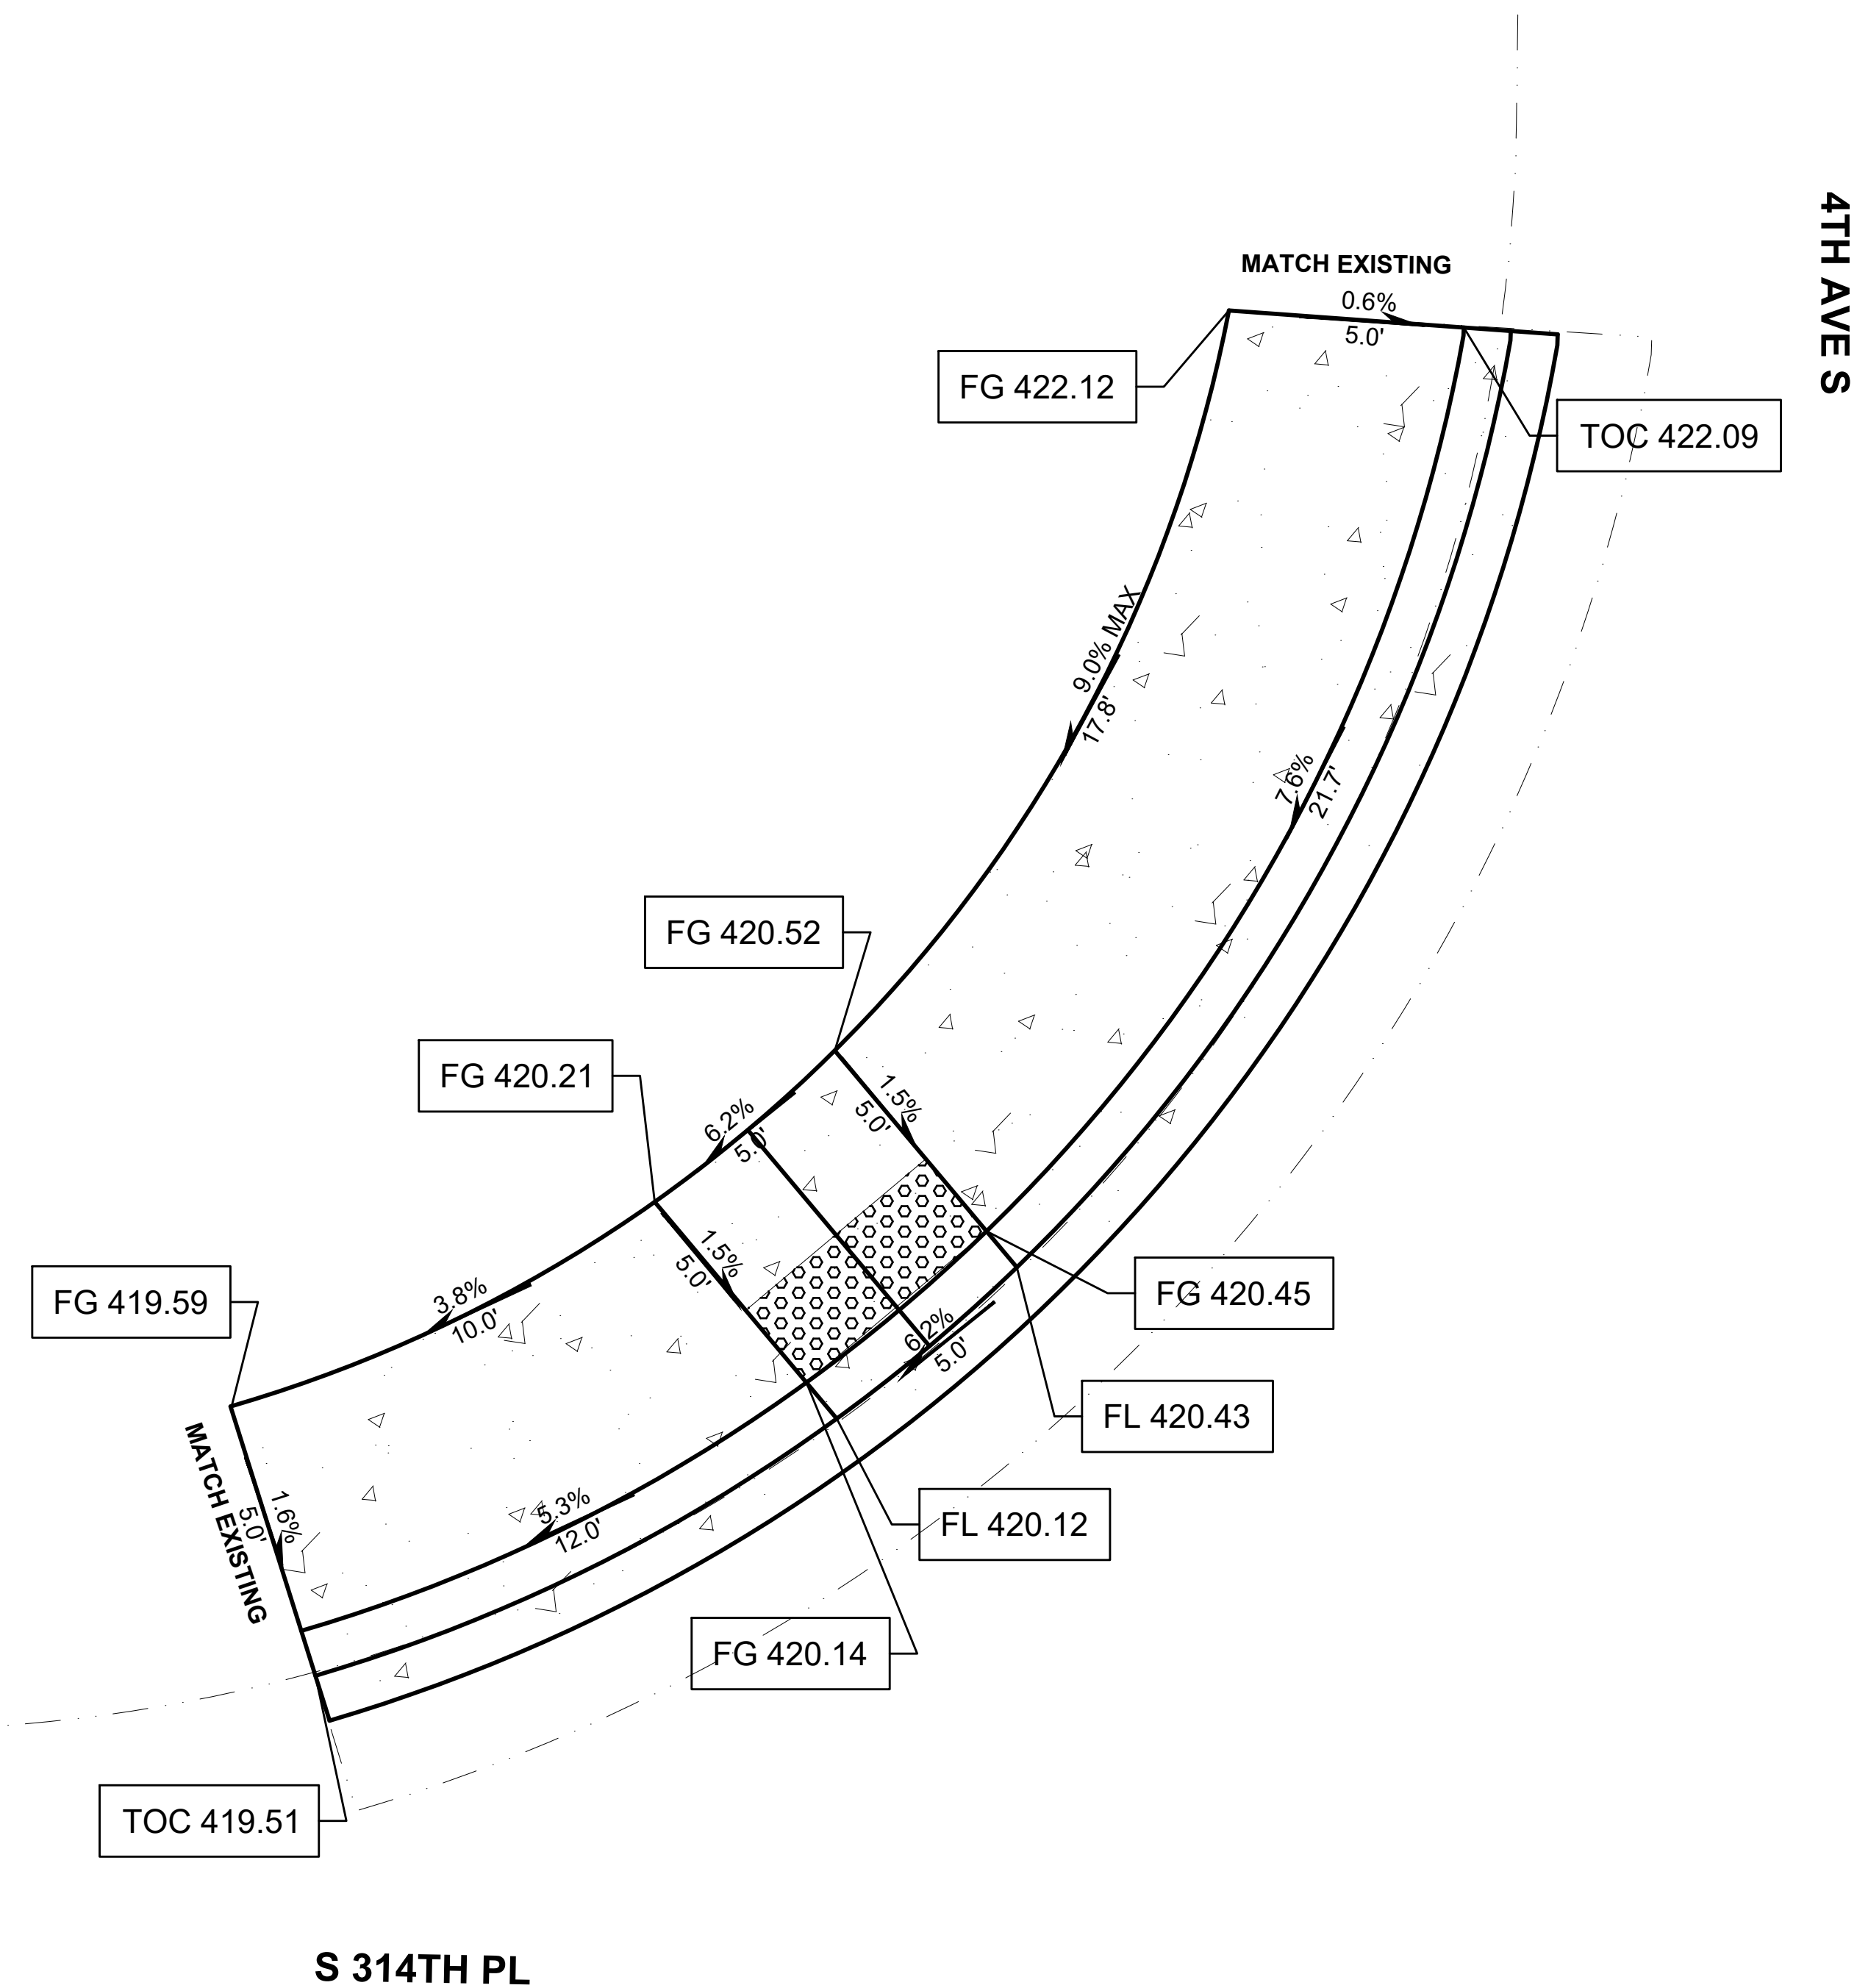 4TH AVE S
MATCH EXISTING
0.6%
5.0'
FG 422.12
TOC 422.09
9.0% MAX
17.8'
7.6%
21.7'
FG 420.52
FG 420.21
1.5%
5.0'
6.2%
5.0'
1.5%
5.0'
FG 419.59
3.8%
10.0'
FG 420.45
6.2%
5.0'
FL 420.43
MATCH EXISTING
1.6%
5.0'
5.3%
12.0'
FL 420.12
FG 420.14
TOC 419.51
S 314TH PL